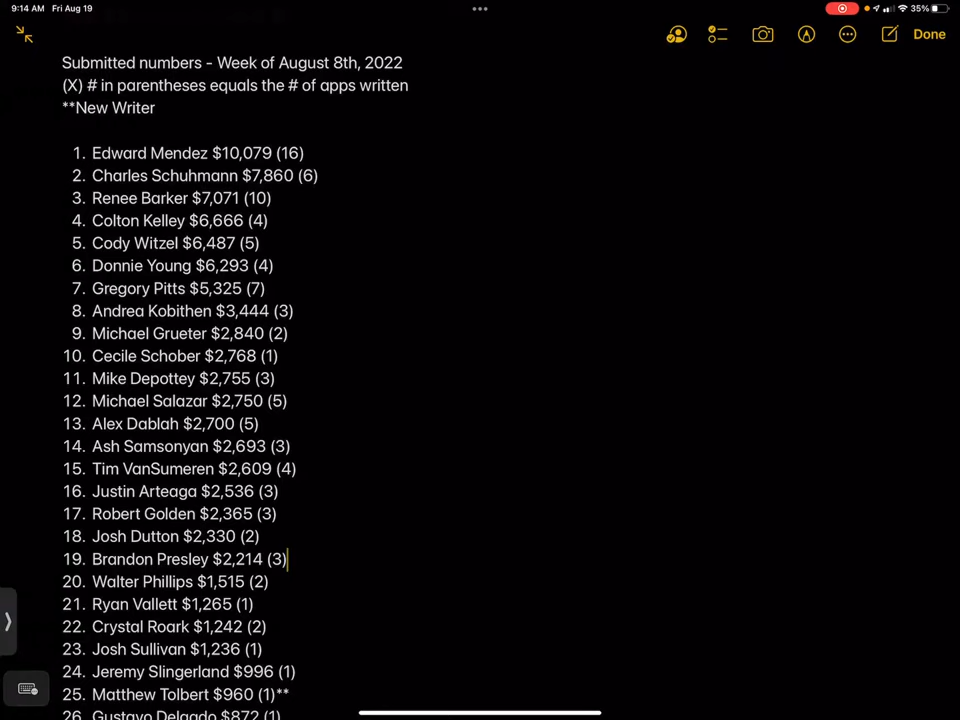 9:14 AM Fri Aug 19
35%
Done
Submitted numbers - Week of August 8th, 2022
(X) # in parentheses equals the # of apps written
**New Writer
1. Edward Mendez $10,079 (16)
2. Charles Schuhmann $7,860 (6)
3. Renee Barker $7,071 (10)
4. Colton Kelley $6,666 (4)
5. Cody Witzel $6,487 (5)
6. Donnie Young $6,293 (4)
7. Gregory Pitts $5,325 (7)
8. Andrea Kobithen $3,444 (3)
9. Michael Grueter $2,840 (2)
10. Cecile Schober $2,768 (1)
11. Mike Depottey $2,755 (3)
12. Michael Salazar $2,750 (5)
13. Alex Dablah $2,700 (5)
14. Ash Samsonyan $2,693 (3)
15. Tim VanSumeren $2,609 (4)
16. Justin Arteaga $2,536 (3)
17. Robert Golden $2,365 (3)
18. Josh Dutton $2,330 (2)
19. Brandon Presley $2,214 (3)
20. Walter Phillips $1,515 (2)
21. Ryan Vallett $1,265 (1)
22. Crystal Roark $1,242 (2)
23. Josh Sullivan $1,236 (1)
24. Jeremy Slingerland $996 (1)
25. Matthew Tolbert $960 (1)**
26. Gustavo Delgado $872 (1)